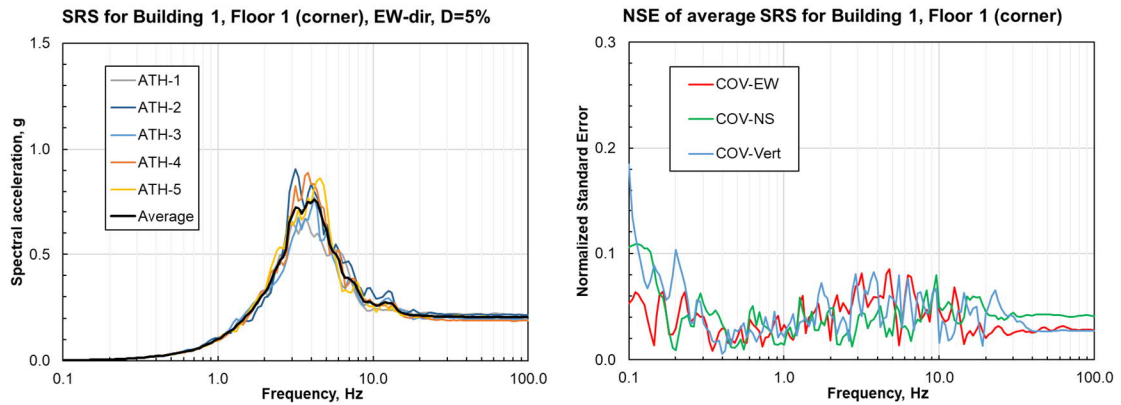 SRS for Building 1, Floor 1 (corner), EW-dir, D=5%
1.5
1.0
0.5
0.0
Spectral acceleration, g
ATH-1
ATH-2
ATH-3
ATH-4
ATH-5
Average
0.1
1.0
10.0
100.0
Frequency, Hz
NSE of average SRS for Building 1, Floor 1 (corner)
0.3
0.2
0.1
0.0
Normalized Standard Error
COV-EW
COV-NS
COV-Vert
0.1
1.0
10.0
100.0
Frequency, Hz